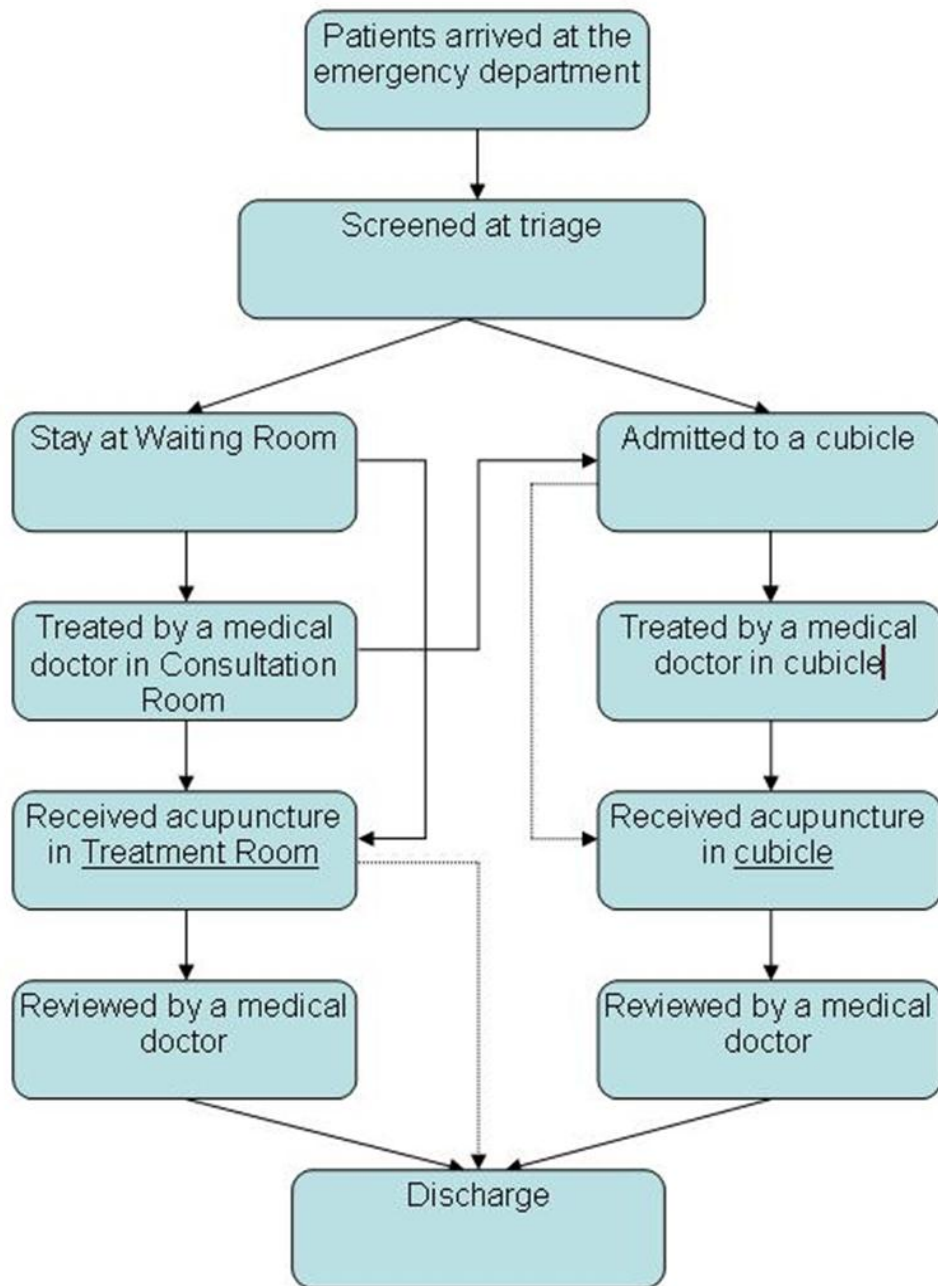 Patients arrived at the
emergency department
Screened at triage
Stay at Waiting Room
Admitted to a cubicle
Treated by a medical
doctor in Consultation
Room
Treated by a medical
doctor in cubicle
Received acupuncture
in Treatment Room
Received acupuncture
in cubicle
Reviewed by a medical
doctor
Reviewed by a medical
doctor
Discharge